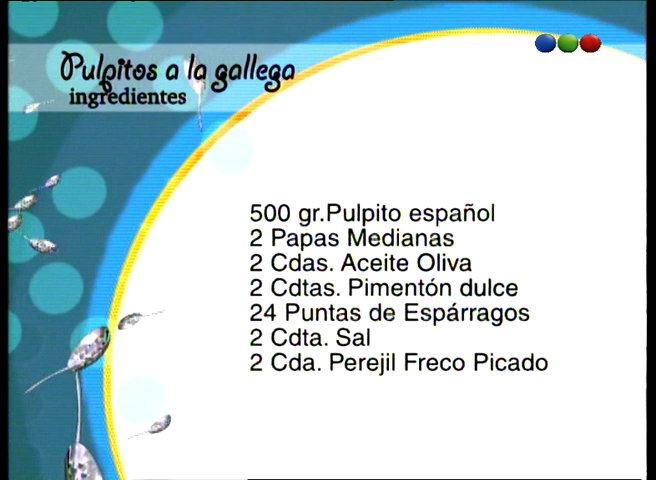 Pulpitos a la gallega
ingredientes
500 gr.Pulpito español
2 Papas Medianas
2 Cdas. Aceite Oliva
2 Cdtas. Pimentón dulce
24 Puntas de Espárragos
2 Cdta. Sal
2 Cda. Perejil Freco Picado